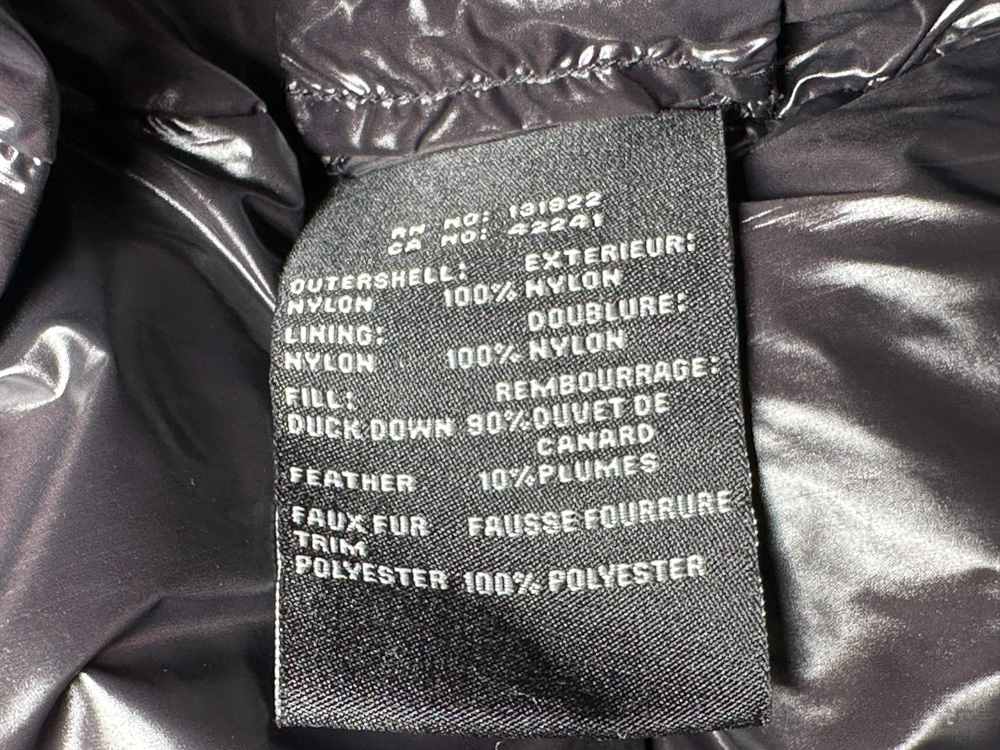 RN NO: 131922
CA NO: 42241
OUTERSHELL: EXTERIEUR:
NYLON 100% NYLON
LINING: DOUBLURE:
NYLON 100% NYLON
FILL: REMBOURRAGE:
DUCK DOWN 90% DUVET DE
CANARD
FEATHER 10% PLUMES
FAUX FUR FAUSSE FOURRURE
TRIM
POLYESTER 100% POLYESTER